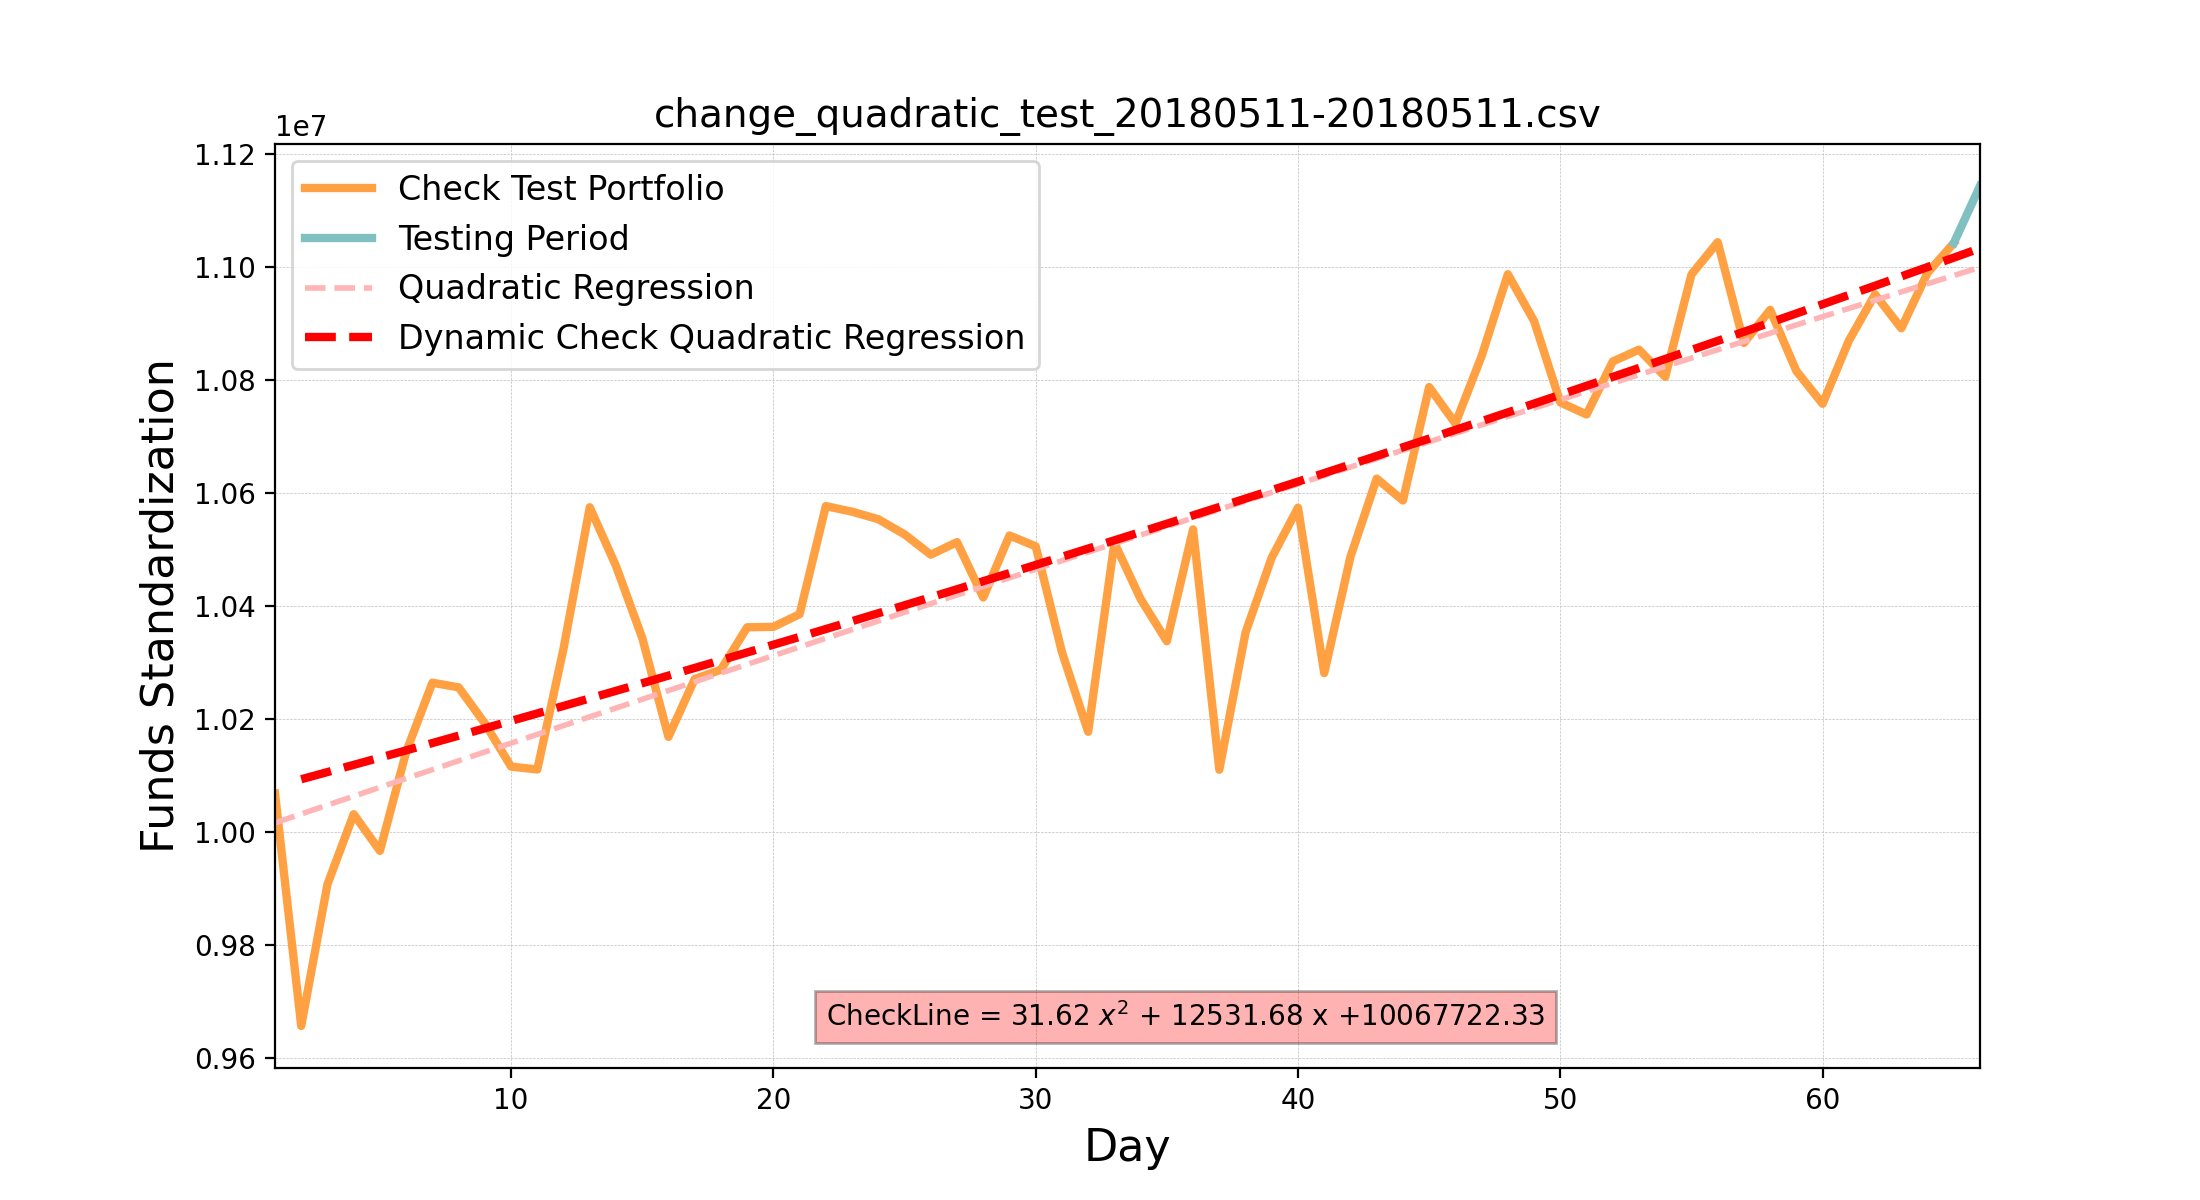 change_quadratic_test_20180511-20180511.csv
1e7
1.12
1.10
1.08
1.06
1.04
1.02
1.00
0.98
0.96
Funds Standardization
Check Test Portfolio
Testing Period
Quadratic Regression
Dynamic Check Quadratic Regression
CheckLine = 31.62 x² + 12531.68 x +10067722.33
10 20 30 40 50 60
Day